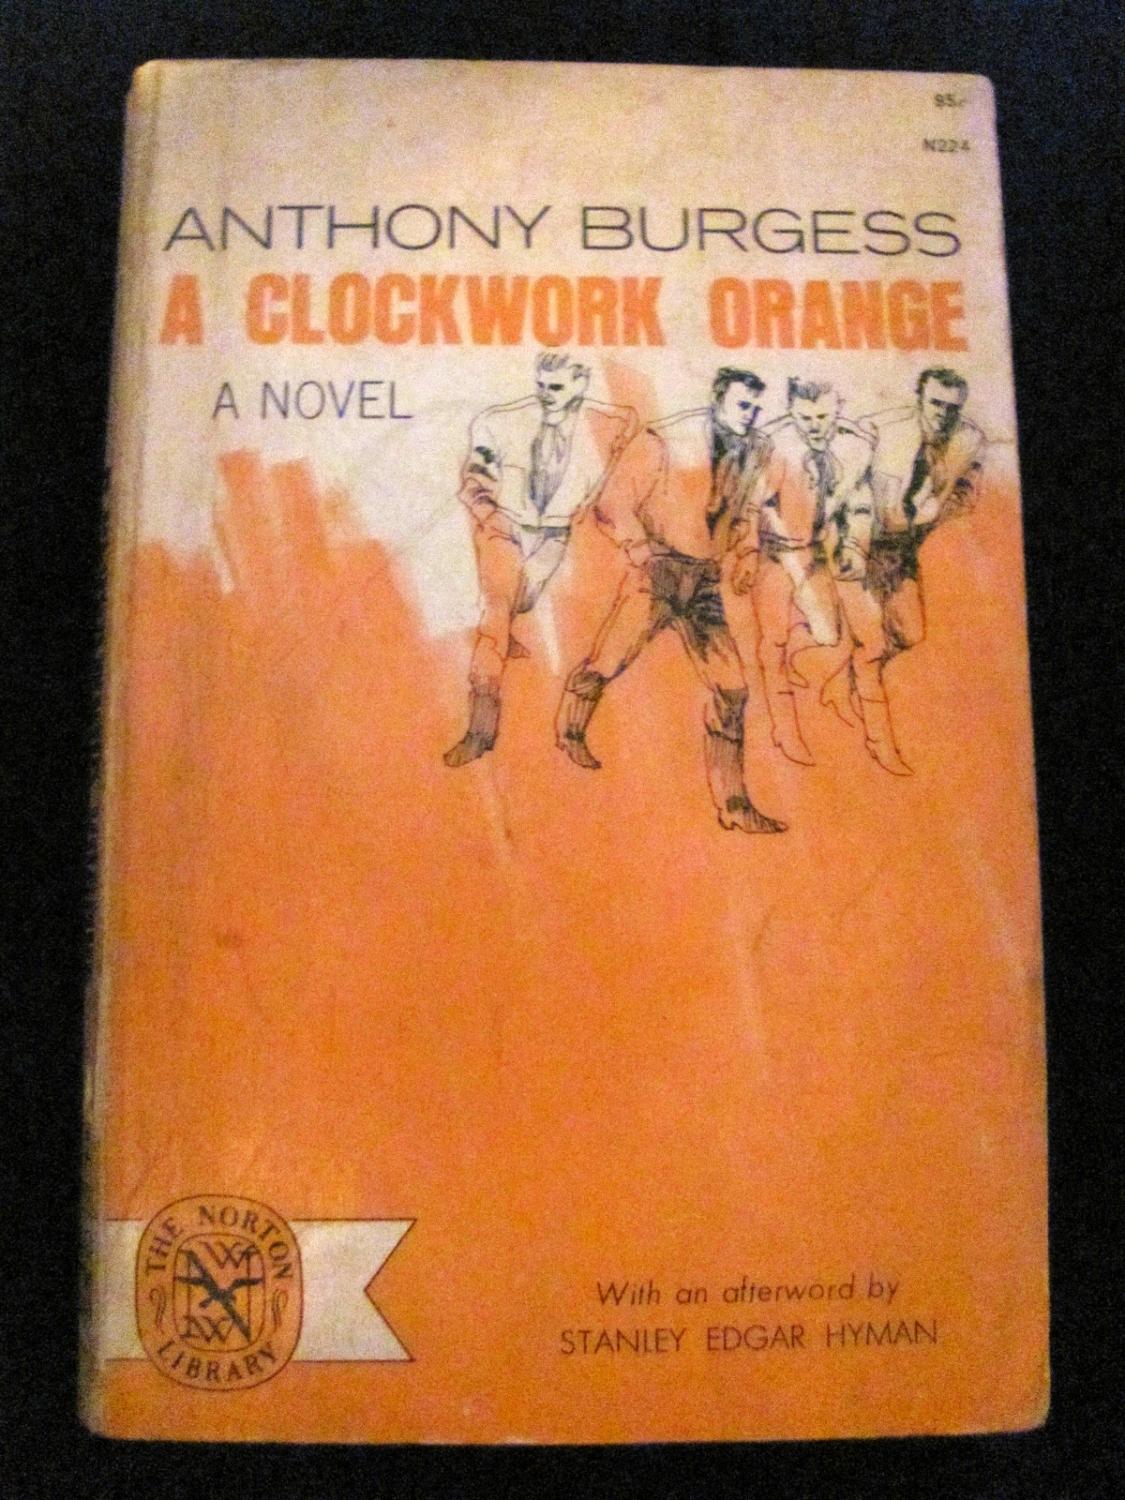 95¢
N224
ANTHONY BURGESS
A CLOCKWORK ORANGE
A NOVEL
THE NORTON
LIBRARY
With an afterword by
STANLEY EDGAR HYMAN